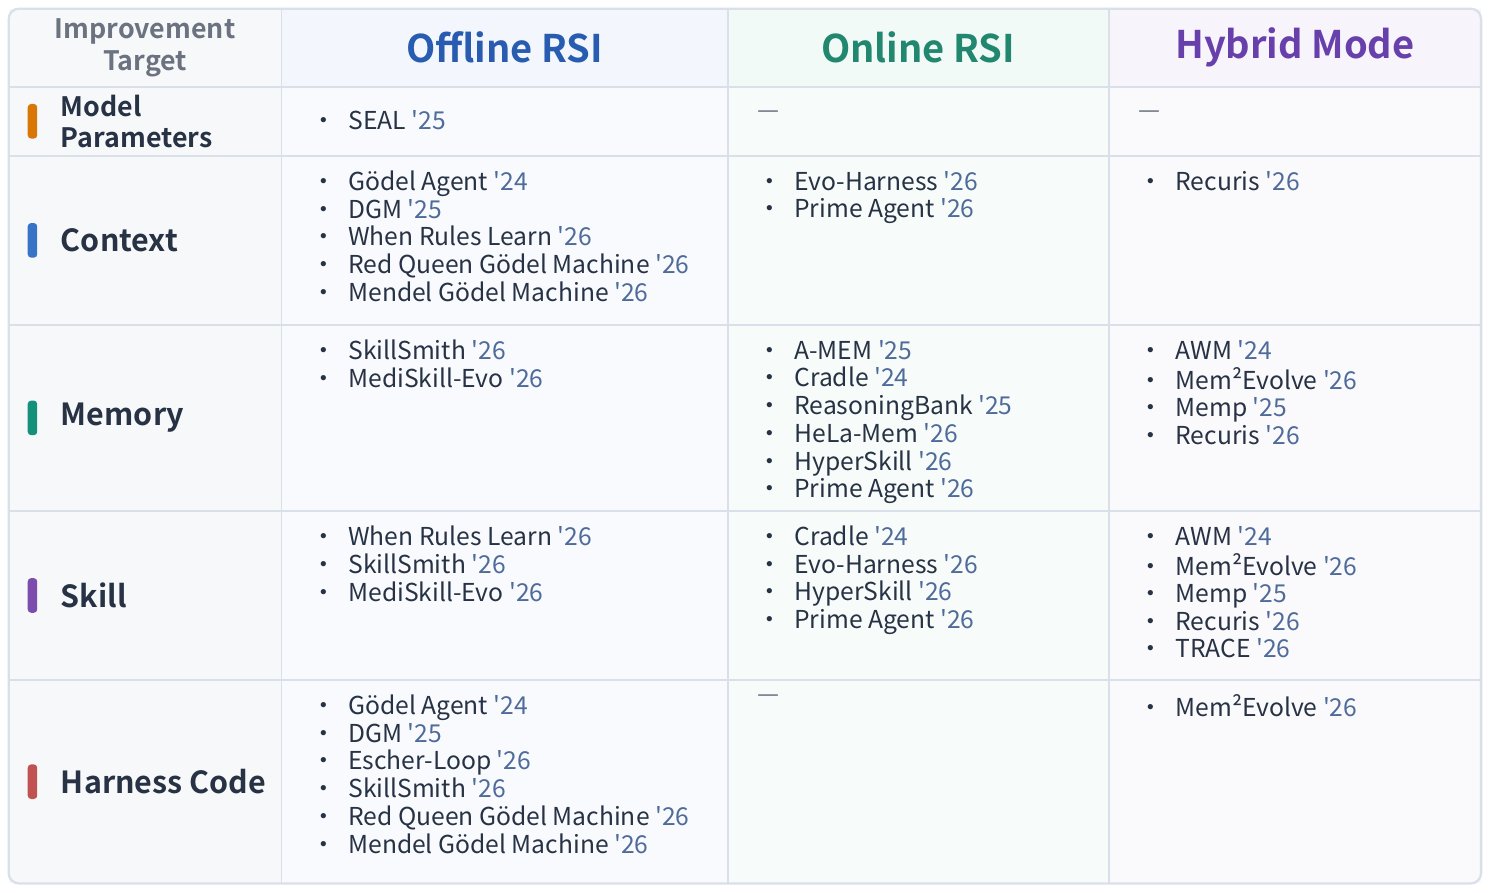 Improvement
Target
Offline RSI
Online RSI
Hybrid Mode
Model
Parameters
• SEAL '25
—
—
Context
• Gödel Agent '24
• DGM '25
• When Rules Learn '26
• Red Queen Gödel Machine '26
• Mendel Gödel Machine '26
• Evo-Harness '26
• Prime Agent '26
• Recuris '26
Memory
• SkillSmith '26
• MediSkill-Evo '26
• A-MEM '25
• Cradle '24
• ReasoningBank '25
• HeLa-Mem '26
• HyperSkill '26
• Prime Agent '26
• AWM '24
• Mem²Evolve '26
• Memp '25
• Recuris '26
Skill
• When Rules Learn '26
• SkillSmith '26
• MediSkill-Evo '26
• Cradle '24
• Evo-Harness '26
• HyperSkill '26
• Prime Agent '26
• AWM '24
• Mem²Evolve '26
• Memp '25
• Recuris '26
• TRACE '26
Harness Code
• Gödel Agent '24
• DGM '25
• Escher-Loop '26
• SkillSmith '26
• Red Queen Gödel Machine '26
• Mendel Gödel Machine '26
—
• Mem²Evolve '26